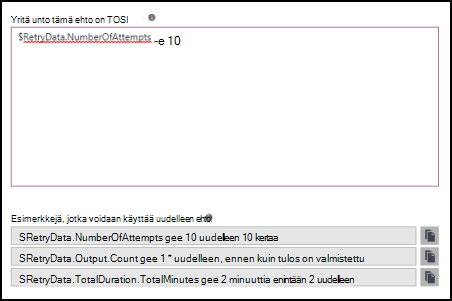 Yritä unto tämä ehto on TOSI
$RetryData.NumberOfAttempts -e 10
Esimerkkejä, jotka voidaan käyttää uudelleen ehto
SRetryData.NumberOfAttempts gee 10 uudelleen 10 kertaa
SRetryData.Output.Count gee 1 * uudelleen, ennen kuin tulos on valmistettu
SRetryData.TotalDuration.TotalMinutes gee 2 minuuttia enintään 2 uudelleen